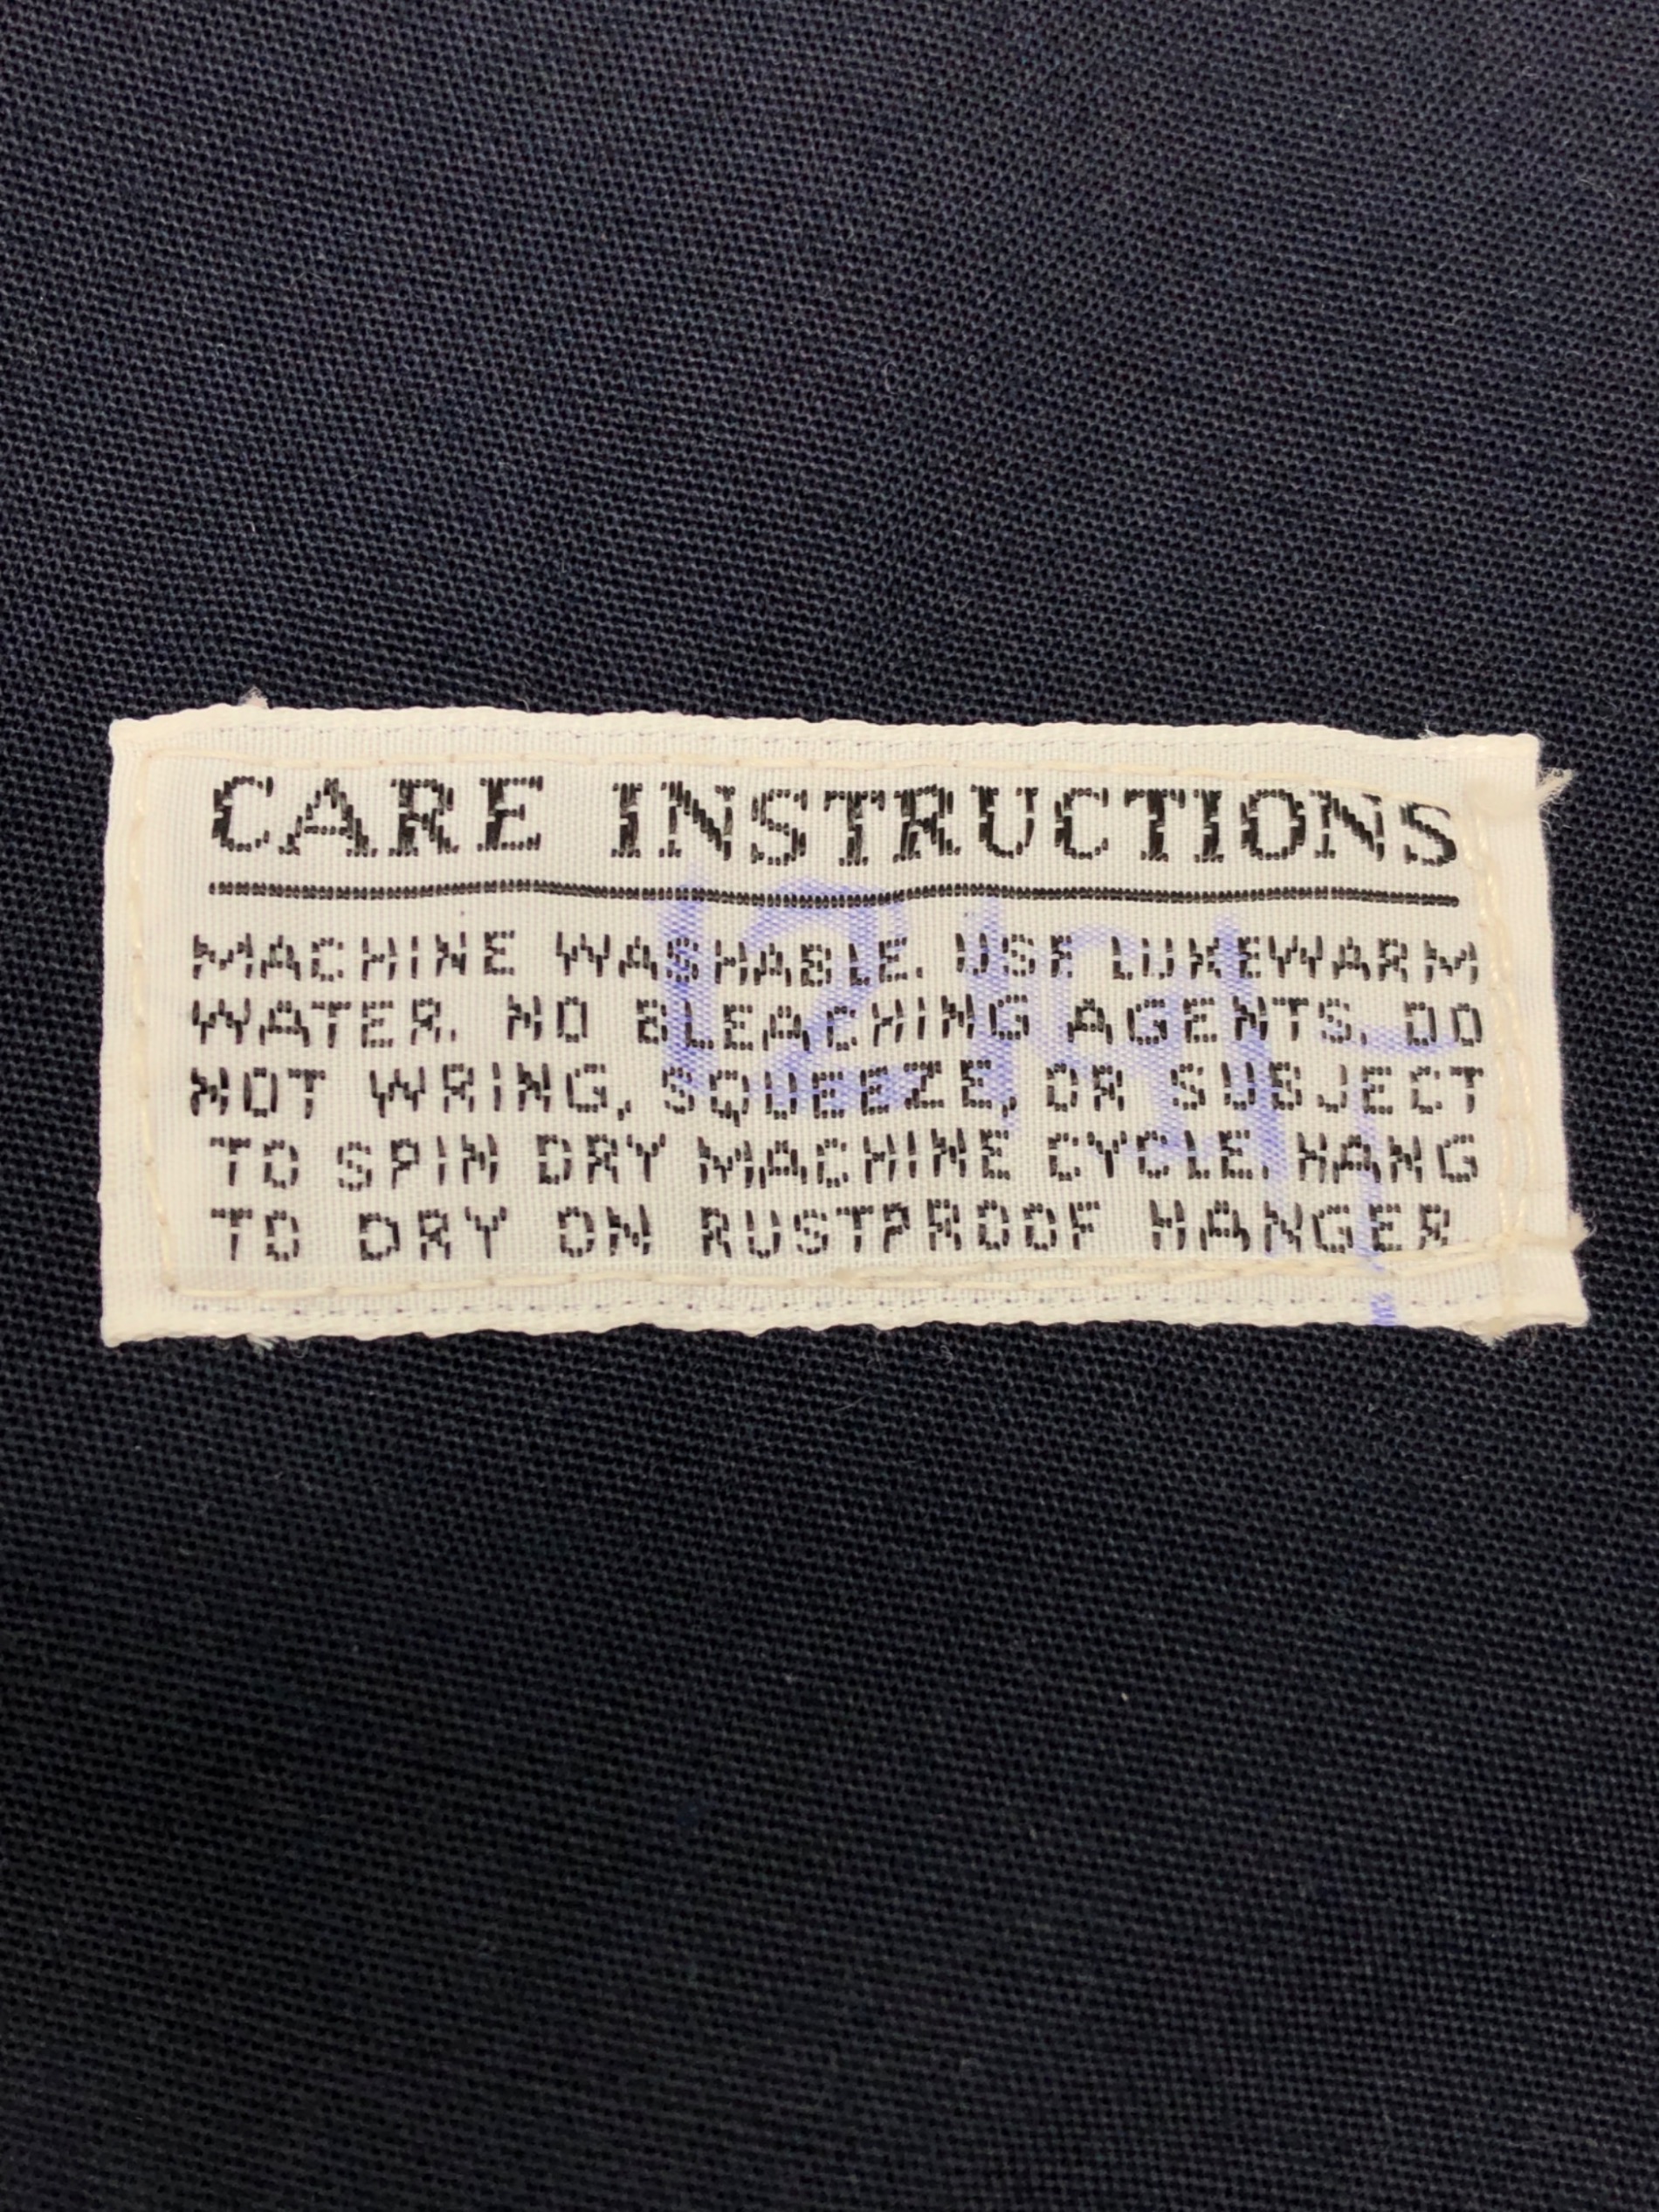 CARE INSTRUCTIONS
MACHINE WASHABLE. USE LUKEWARM
WATER. NO BLEACHING AGENTS. DO
NOT WRING, SQUEEZE, OR SUBJECT
TO SPIN DRY MACHINE CYCLE. HANG
TO DRY ON RUSTPROOF HANGER